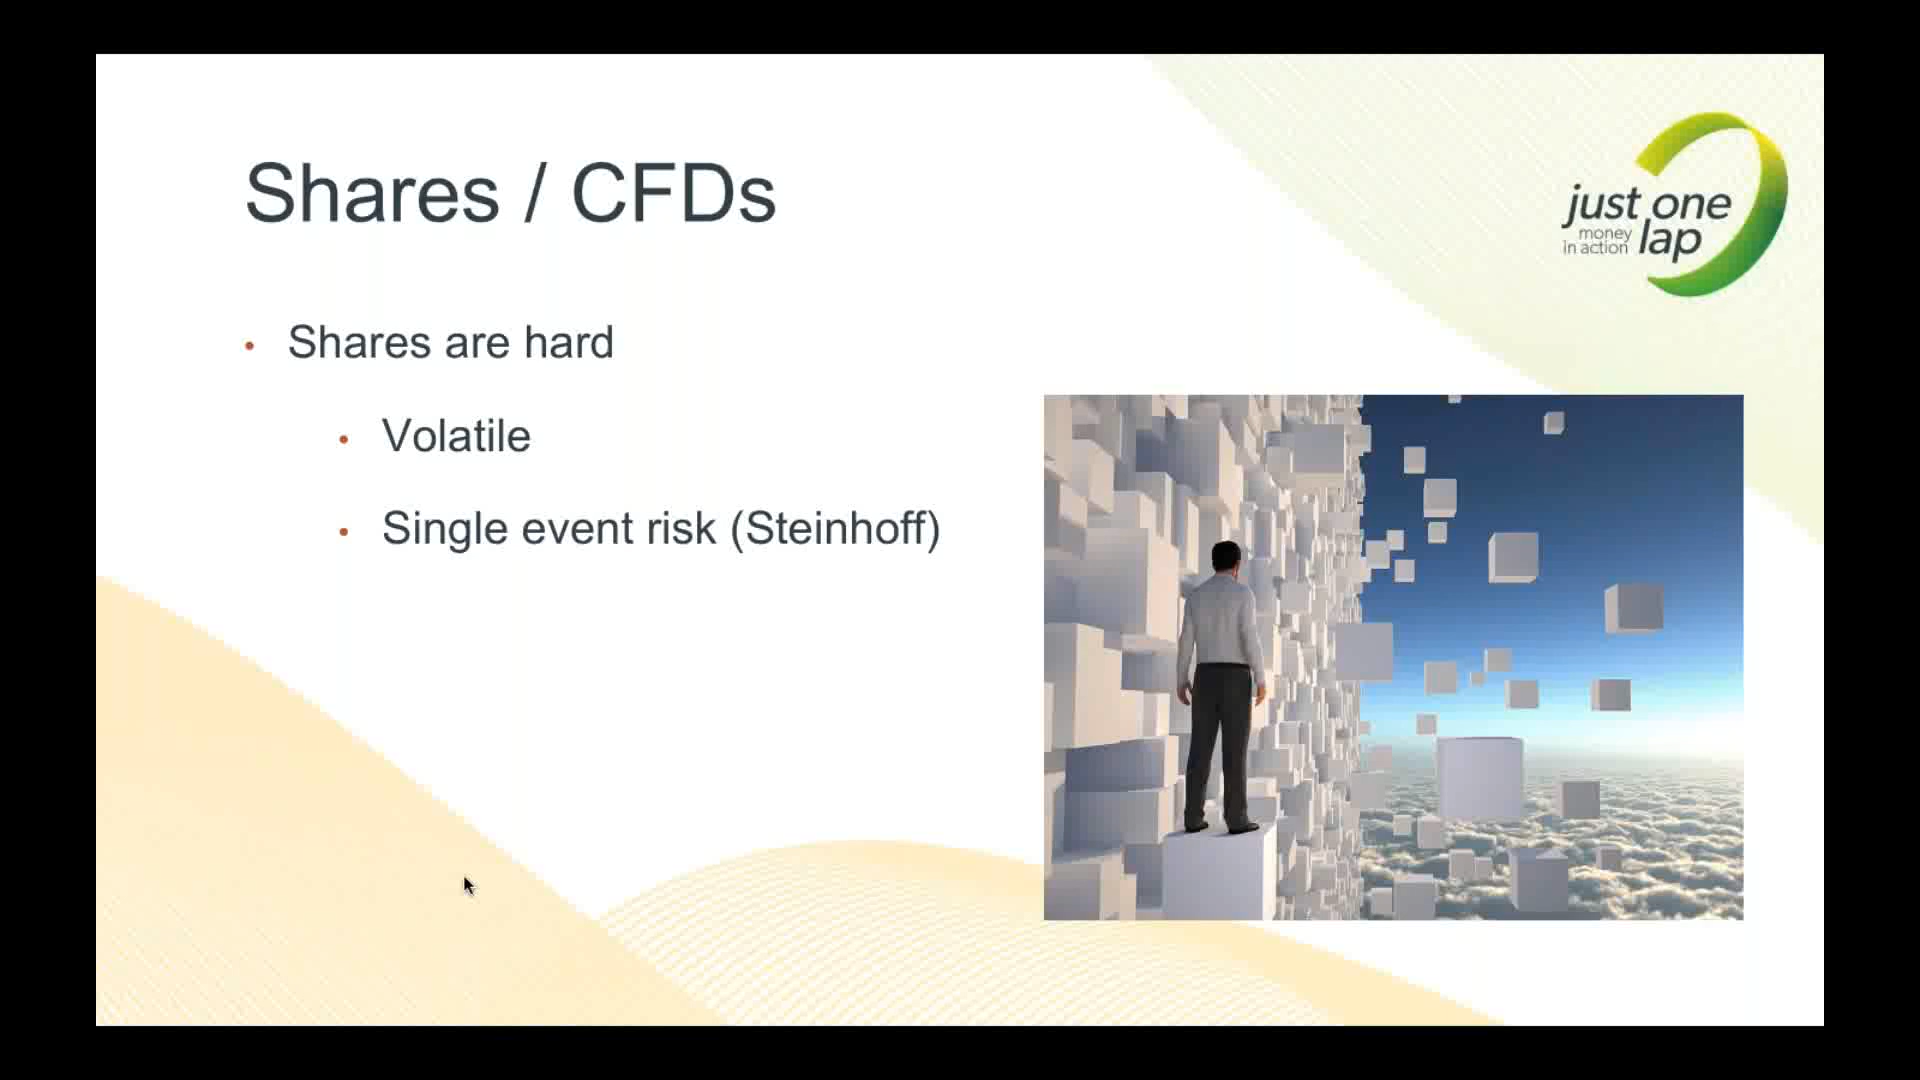 Shares / CFDs
just one
money
in action
lap
• Shares are hard
• Volatile
• Single event risk (Steinhoff)